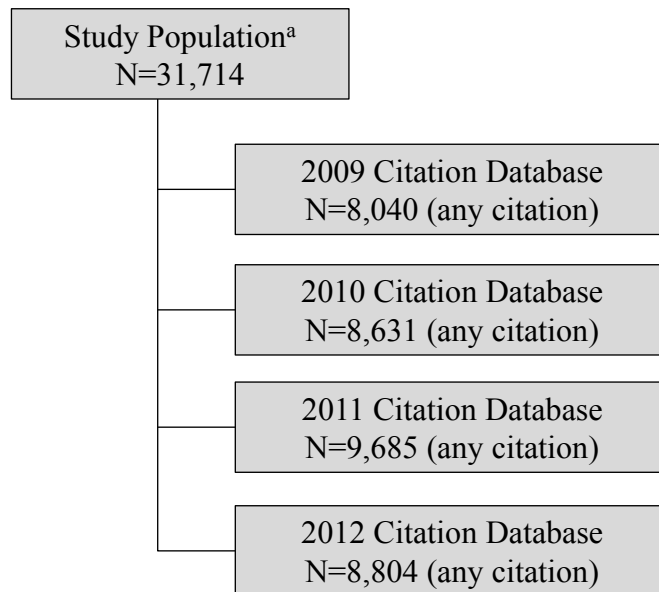 Study Populationᵃ
N=31,714
2009 Citation Database
N=8,040 (any citation)
2010 Citation Database
N=8,631 (any citation)
2011 Citation Database
N=9,685 (any citation)
2012 Citation Database
N=8,804 (any citation)